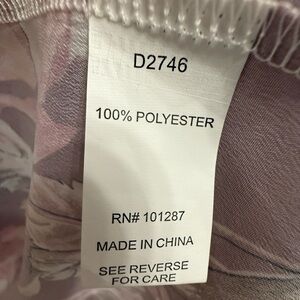 D2746
100% POLYESTER
RN# 101287
MADE IN CHINA
SEE REVERSE
FOR CARE